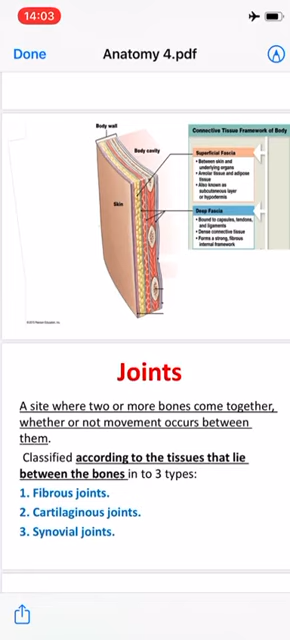 14:03
Done
Anatomy 4.pdf
Body wall
Body cavity
Skin
Connective Tissue Framework of Body
Superficial Fascia
• Between skin and
underlying organs
• Areolar tissue and adipose
tissue
• Also known as
subcutaneous layer
or hypodermis
Deep Fascia
• Bound to capsules, tendons,
and ligaments
• Dense connective tissue
• Forms a strong, fibrous
internal framework
Joints
A site where two or more bones come together,
whether or not movement occurs between
them.
Classified according to the tissues that lie
between the bones in to 3 types:
1. Fibrous joints.
2. Cartilaginous joints.
3. Synovial joints.